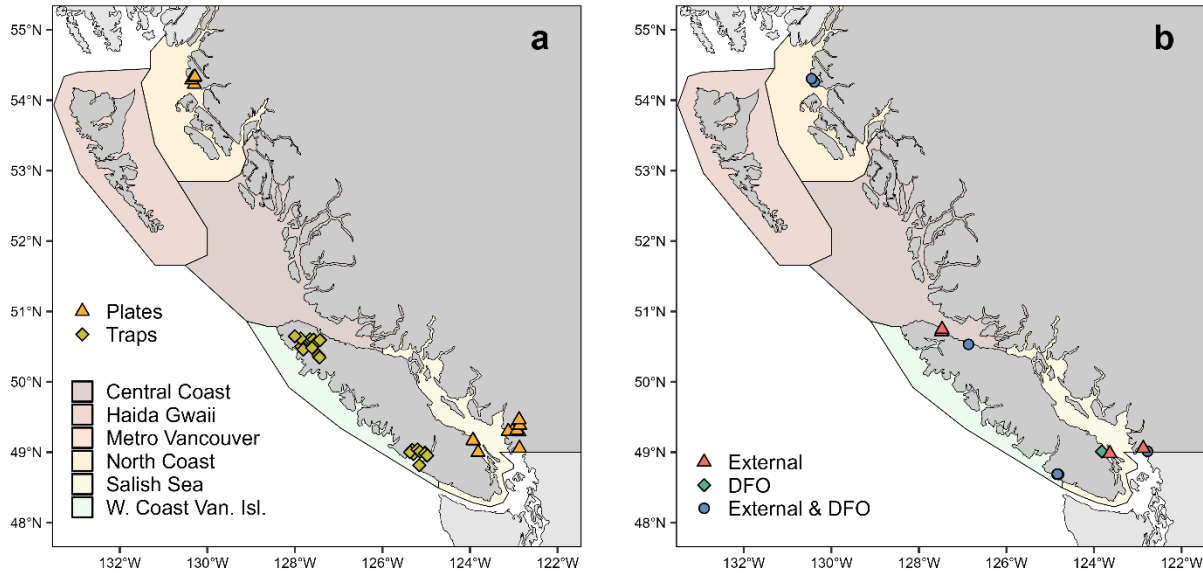 a
55°N
54°N
53°N
52°N
51°N
50°N
49°N
48°N
Plates
Traps
Central Coast
Haida Gwaii
Metro Vancouver
North Coast
Salish Sea
W. Coast Van. Isl.
132°W 130°W 128°W 126°W 124°W 122°W
b
55°N
54°N
53°N
52°N
51°N
50°N
49°N
48°N
External
DFO
External & DFO
132°W 130°W 128°W 126°W 124°W 122°W